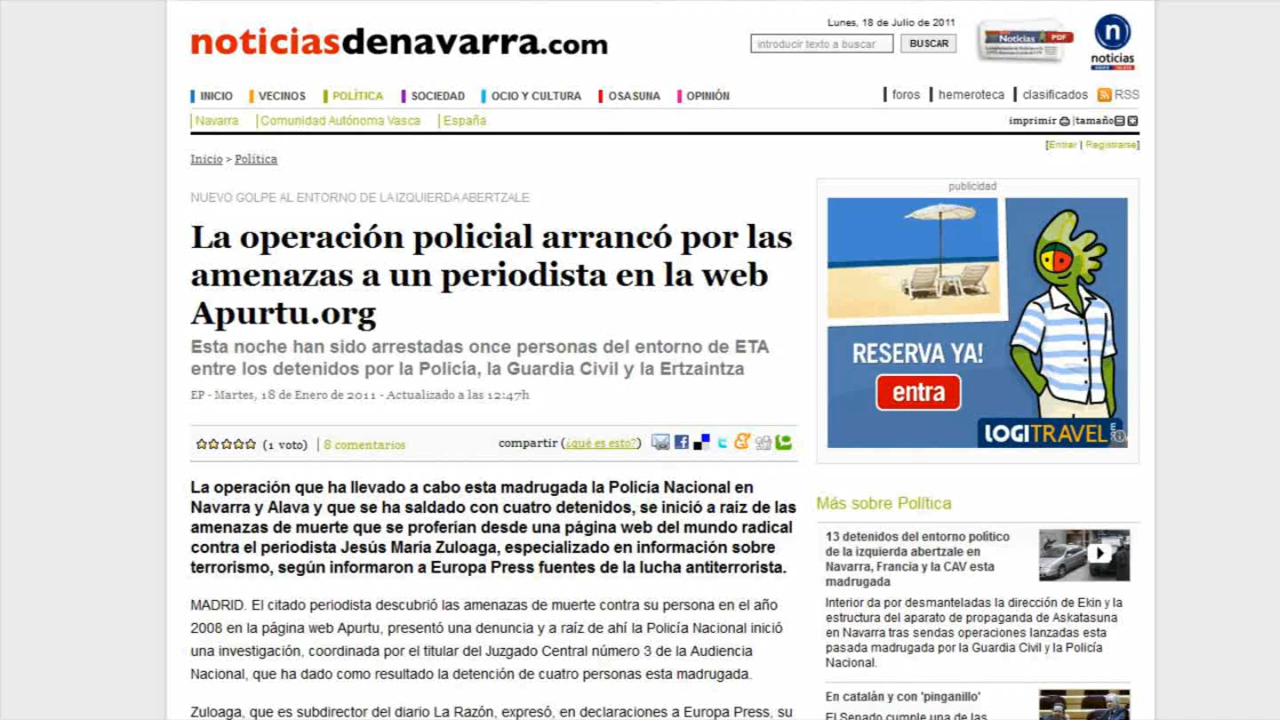 noticiasdenavarra.com
Lunes, 18 de Julio de 2011
introducir texto a buscar
BUSCAR
Noticias PDF
n
noticias
INICIO VECINOS POLÍTICA SOCIEDAD OCIO Y CULTURA OSASUNA OPINIÓN
foros hemeroteca clasificados RSS
Navarra Comunidad Autónoma Vasca España
imprimir tamaño
[Entrar | Registrarse]
Inicio > Política
NUEVO GOLPE AL ENTORNO DE LA IZQUIERDA ABERTZALE
La operación policial arrancó por las
amenazas a un periodista en la web
Apurtu.org
Esta noche han sido arrestadas once personas del entorno de ETA
entre los detenidos por la Policía, la Guardia Civil y la Ertzaintza
EP - Martes, 18 de Enero de 2011 - Actualizado a las 12:47h
(1 voto) | 8 comentarios
compartir (¿qué es esto?)
La operación que ha llevado a cabo esta madrugada la Policía Nacional en
Navarra y Alava y que se ha saldado con cuatro detenidos, se inició a raíz de las
amenazas de muerte que se proferían desde una página web del mundo radical
contra el periodista Jesús María Zuloaga, especializado en información sobre
terrorismo, según informaron a Europa Press fuentes de la lucha antiterrorista.
MADRID. El citado periodista descubrió las amenazas de muerte contra su persona en el año
2008 en la página web Apurtu, presentó una denuncia y a raíz de ahí la Policía Nacional inició
una investigación, coordinada por el titular del Juzgado Central número 3 de la Audiencia
Nacional, que ha dado como resultado la detención de cuatro personas esta madrugada.
Zuloaga, que es subdirector del diario La Razón, expresó, en declaraciones a Europa Press, su
publicidad
RESERVA YA!
entra
LOGITRAVEL
Más sobre Política
13 detenidos del entorno político
de la izquierda abertzale en
Navarra, Francia y la CAV esta
madrugada
Interior da por desmanteladas la dirección de Ekin y la
estructura del aparato de propaganda de Askatasuna
en Navarra tras sendas operaciones lanzadas esta
pasada madrugada por la Guardia Civil y la Policía
Nacional.
En catalán y con 'pinganillo'
El Senado cumple una de las